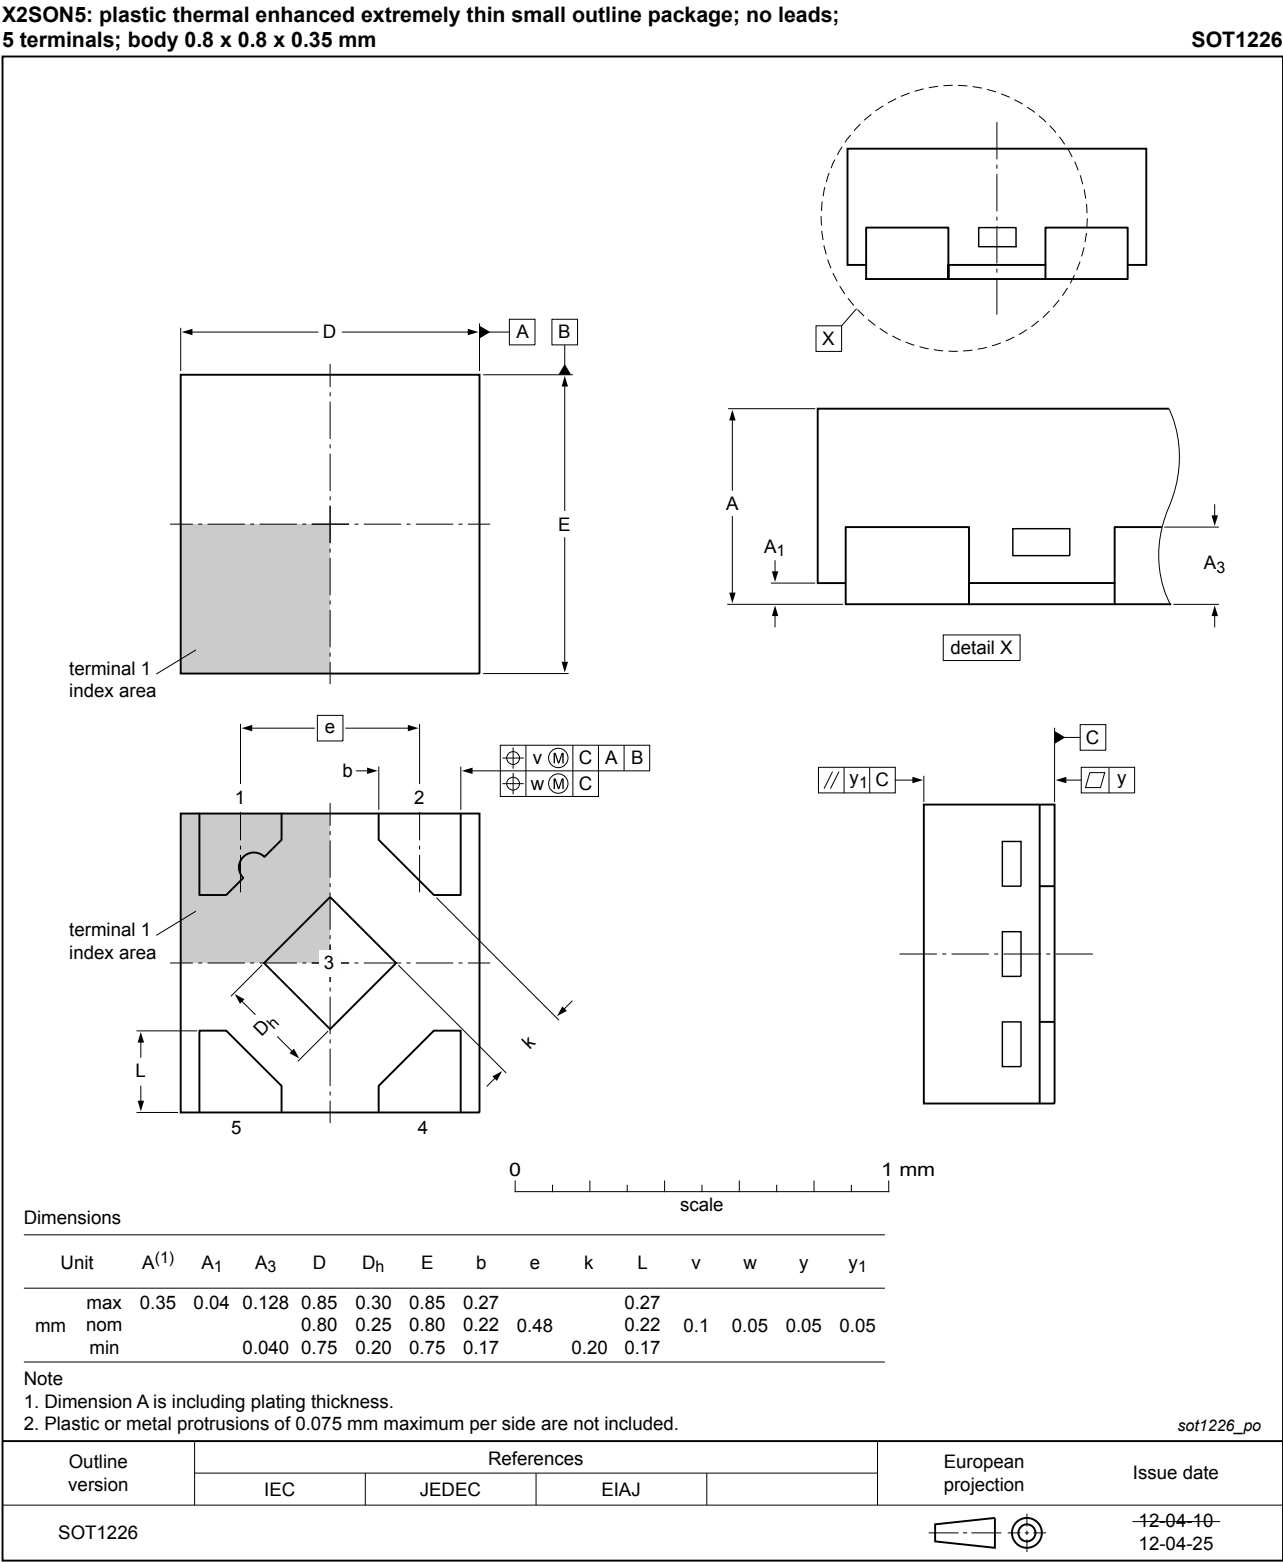 X2SON5: plastic thermal enhanced extremely thin small outline package; no leads;
5 terminals; body 0.8 x 0.8 x 0.35 mm SOT1226
X
D A B
E
terminal 1
index area
A
A1
A3
detail X
e
b
⌖ v Ⓜ C A B
⌖ w Ⓜ C
1 2
terminal 1
index area
3
Dh
k
L
5 4
C
// y1 C
⏥ y
0 1 mm
scale
Dimensions
Unit A(1) A1 A3 D Dh E b e k L v w y y1
max 0.35 0.04 0.128 0.85 0.30 0.85 0.27 0.27
mm nom 0.80 0.25 0.80 0.22 0.48 0.22 0.1 0.05 0.05 0.05
min 0.040 0.75 0.20 0.75 0.17 0.20 0.17
Note
1. Dimension A is including plating thickness.
2. Plastic or metal protrusions of 0.075 mm maximum per side are not included.
sot1226_po
Outline
version
References
IEC JEDEC EIAJ
European
projection
Issue date
SOT1226
12-04-10
12-04-25